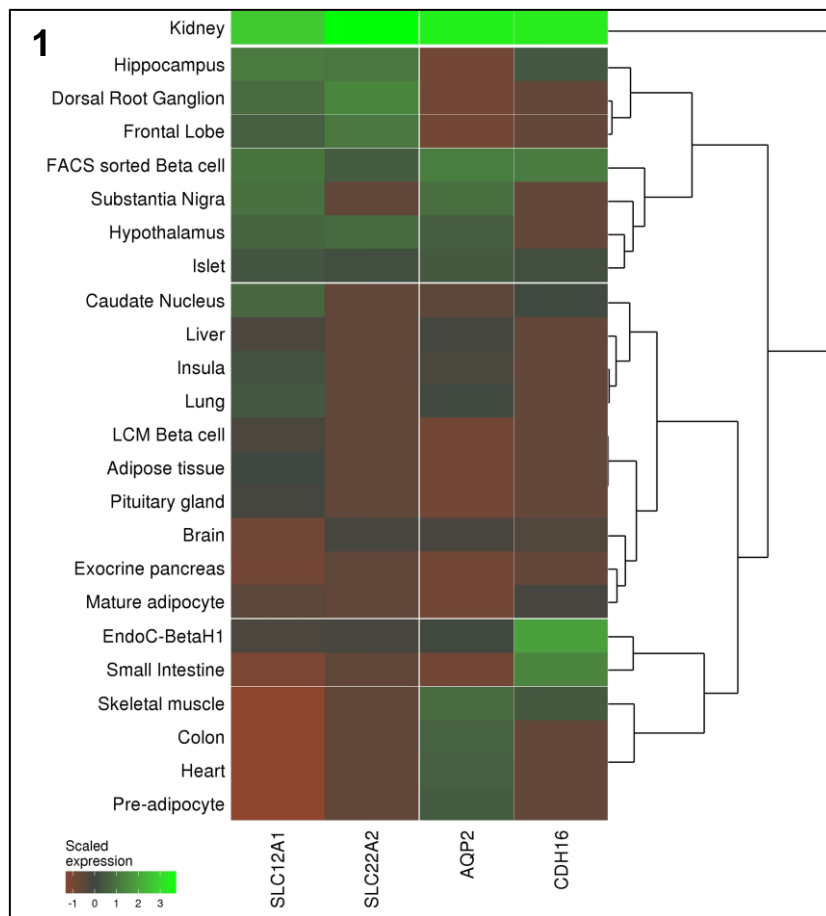 1
Kidney
Hippocampus
Dorsal Root Ganglion
Frontal Lobe
FACS sorted Beta cell
Substantia Nigra
Hypothalamus
Islet
Caudate Nucleus
Liver
Insula
Lung
LCM Beta cell
Adipose tissue
Pituitary gland
Brain
Exocrine pancreas
Mature adipocyte
EndoC-BetaH1
Small Intestine
Skeletal muscle
Colon
Heart
Pre-adipocyte
SLC12A1
SLC22A2
AQP2
CDH16
Scaled
expression
-1 0 1 2 3